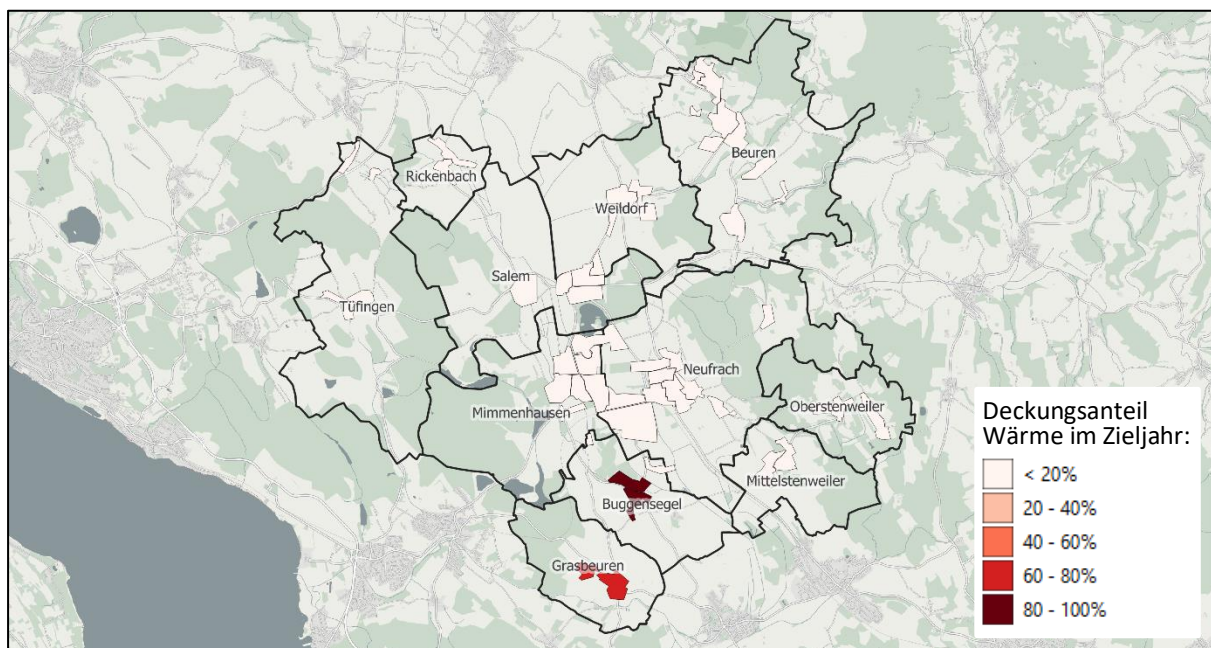 Beuren
Rickenbach
Weildorf
Salem
Tüfingen
Neufrach
Mimmenhausen
Oberstenweiler
Mittelstenweiler
Buggensegel
Grasbeuren
Deckungsanteil
Wärme im Zieljahr:
< 20%
20 - 40%
40 - 60%
60 - 80%
80 - 100%